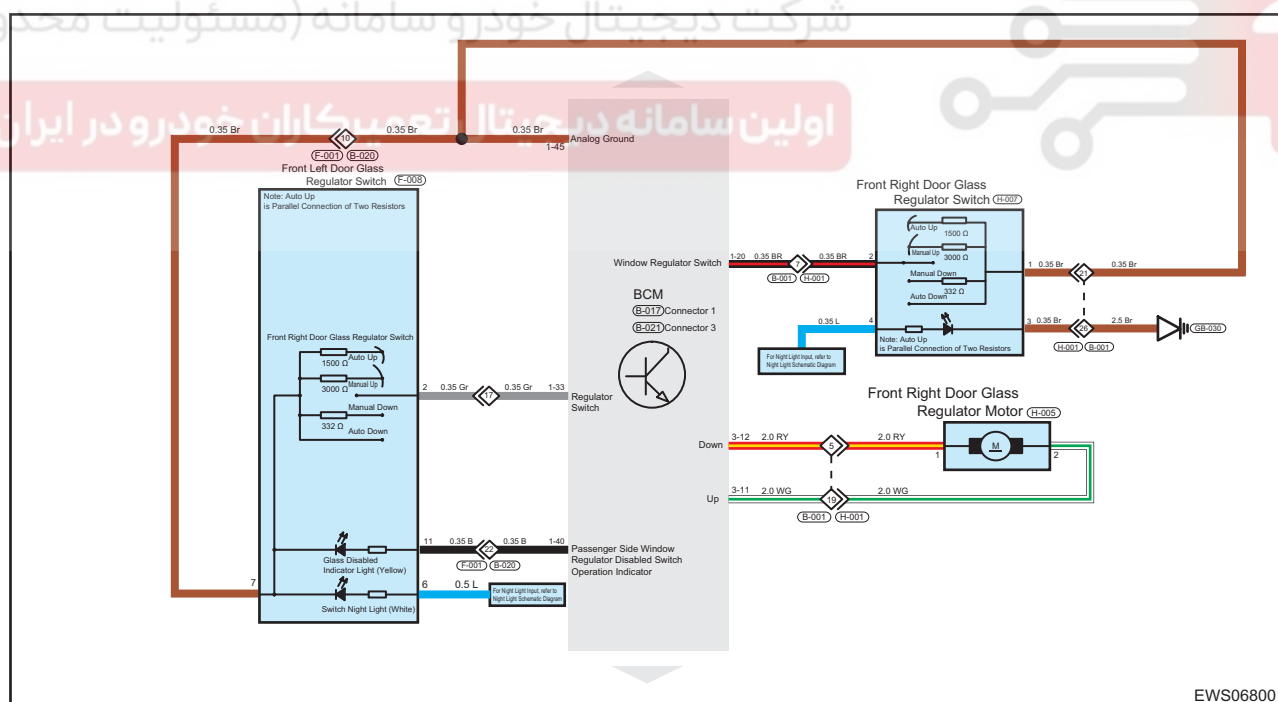 شرکت دیجیتال خودرو سامانه (مسئولیت محدو
اولین سامانه دیجیتال تعمیرکاران خودرو در ایران
0.35 Br
10
0.35 Br
0.35 Br
1-45
Analog Ground
F-001
B-020
Front Left Door Glass
Regulator Switch
F-008
Note: Auto Up
is Parallel Connection of Two Resistors
Front Right Door Glass Regulator Switch
Auto Up
1500 Ω
Manual Up
3000 Ω
Manual Down
332 Ω
Auto Down
2
0.35 Gr
17
0.35 Gr
1-33
Regulator
Switch
Glass Disabled
Indicator Light (Yellow)
11
0.35 B
22
0.35 B
1-40
Passenger Side Window
Regulator Disabled Switch
Operation Indicator
F-001
B-020
7
Switch Night Light (White)
6
0.5 L
For Night Light Input, refer to
Night Light Schematic Diagram
Window Regulator Switch
BCM
B-017
Connector 1
B-021
Connector 3
Down
Up
1-20
0.35 BR
7
0.35 BR
2
B-001
H-001
Front Right Door Glass
Regulator Switch
H-007
Auto Up
1500 Ω
Manual Up
3000 Ω
Manual Down
332 Ω
Auto Down
Note: Auto Up
is Parallel Connection of Two Resistors
1
0.35 Br
21
0.35 Br
0.35 L
4
3
0.35 Br
26
2.5 Br
GB-030
H-001
B-001
For Night Light Input, refer to
Night Light Schematic Diagram
Front Right Door Glass
Regulator Motor
H-005
3-12
2.0 RY
5
2.0 RY
1
M
2
3-11
2.0 WG
19
2.0 WG
B-001
H-001
EWS06800